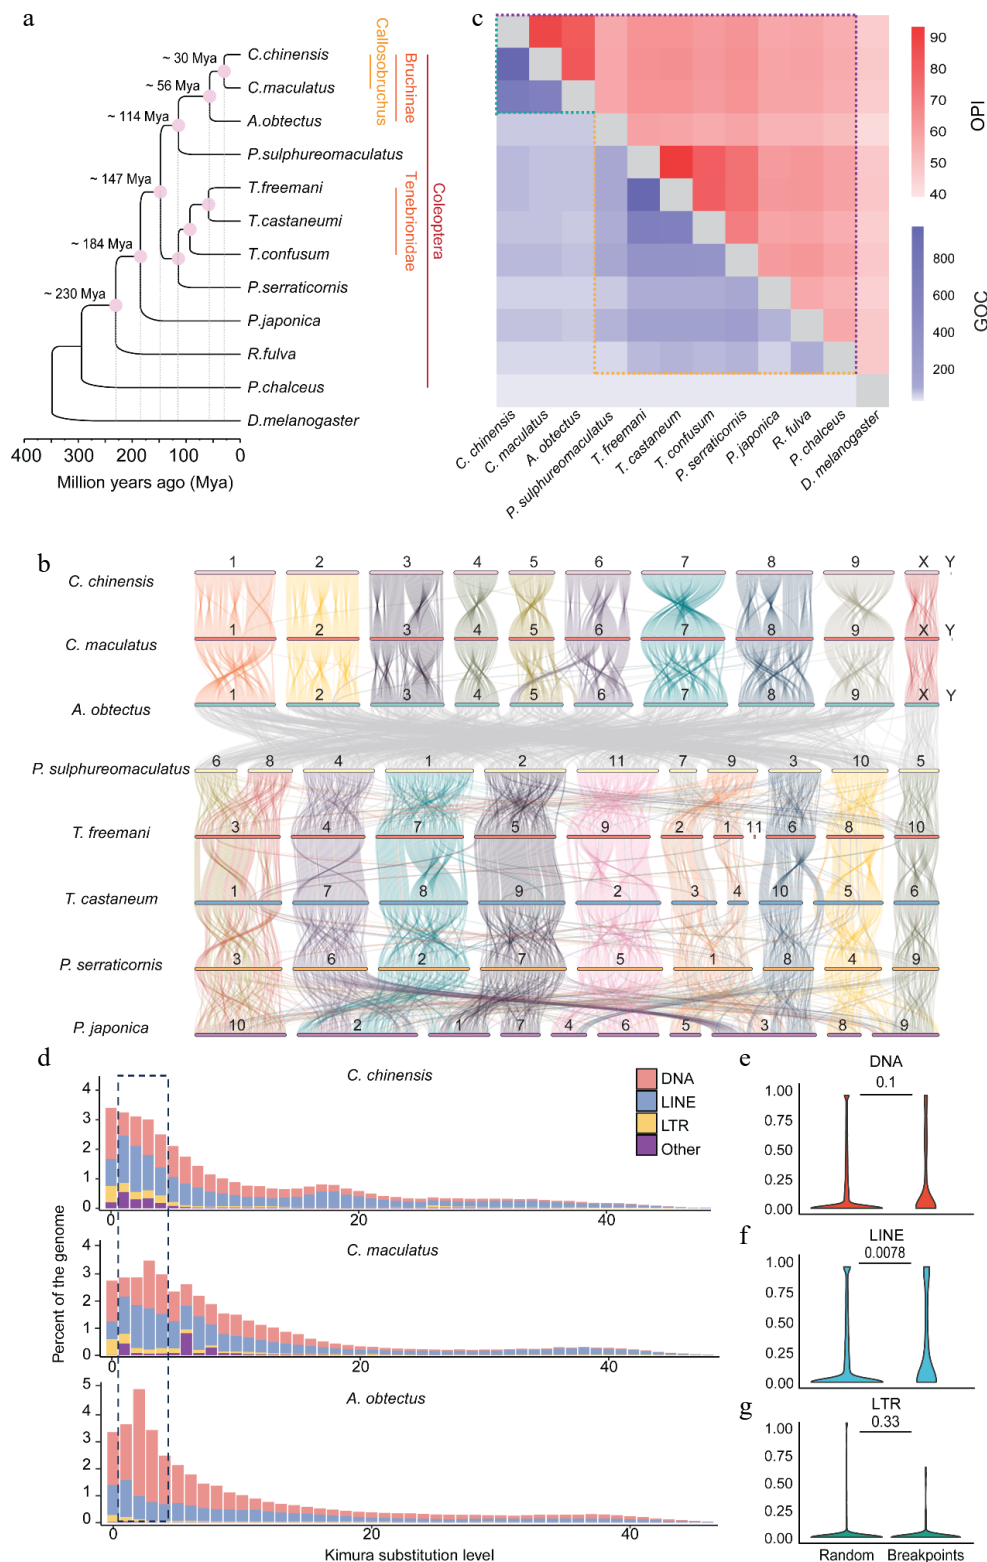 a
~ 30 Mya
~ 56 Mya
~ 114 Mya
~ 147 Mya
~ 184 Mya
~ 230 Mya
C.chinensis
C.maculatus
A.obtectus
P.sulphureomaculatus
T.freemani
T.castaneumi
T.confusum
P.serraticornis
P.japonica
R.fulva
P.chalceus
D.melanogaster
Callosobruchus
Bruchinae
Tenebrionidae
Coleoptera
400 300 200 100 0
Million years ago (Mya)
c
90
80
70
60
50
40
OPI
800
600
400
200
GOC
C. chinensis
C. maculatus
A. obtectus
P. sulphureomaculatus
T. freemani
T. castaneum
T. confusum
P. serraticornis
P. japonica
R. fulva
P. chalceus
D. melanogaster
b
1 2 3 4 5 6 7 8 9 X Y
C. chinensis
1 2 3 4 5 6 7 8 9 X Y
C. maculatus
1 2 3 4 5 6 7 8 9 X Y
A. obtectus
6 8 4 1 2 11 7 9 3 10 5
P. sulphureomaculatus
3 4 7 5 9 2 1 11 6 8 10
T. freemani
1 7 8 9 2 3 4 10 5 6
T. castaneum
3 6 2 7 5 1 8 4 9
P. serraticornis
10 2 1 7 4 6 5 3 8 9
P. japonica
d
Percent of the genome
C. chinensis
4
3
2
1
0
0 20 40
DNA
LINE
LTR
Other
C. maculatus
4
3
2
1
0
0 20 40
A. obtectus
5
4
3
2
1
0
0 20 40
Kimura substitution level
e
DNA
0.1
1.00
0.75
0.50
0.25
0.00
f
LINE
0.0078
1.00
0.75
0.50
0.25
0.00
g
LTR
0.33
1.00
0.75
0.50
0.25
0.00
Random Breakpoints